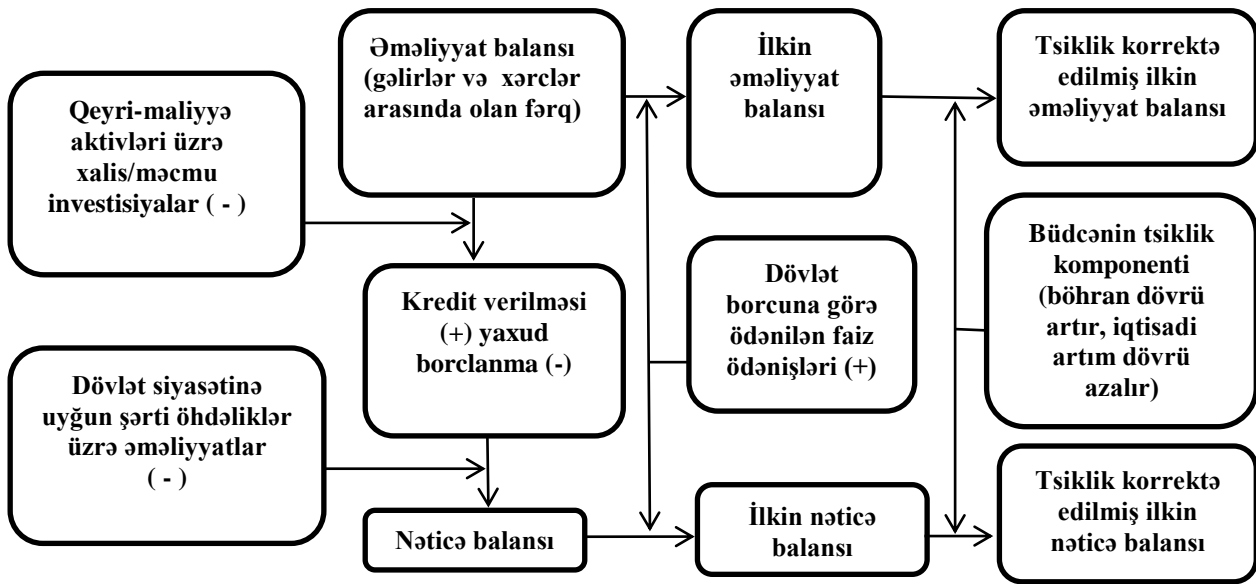 Qeyri-maliyyə
aktivləri üzrə
xalis/məcmu
investisiyalar ( - )
Əməliyyat balansı
(gəlirlər və xərclər
arasında olan fərq)
İlkin
əməliyyat
balansı
Tsiklik korrektə
edilmiş ilkin
əməliyyat balansı
Kredit verilməsi
(+) yaxud
borclanma (-)
Dövlət
borcuna görə
ödənilən faiz
ödənişləri (+)
Büdcənin tsiklik
komponenti
(böhran dövrü
artır, iqtisadi
artım dövrü
azalır)
Dövlət siyasətinə
uyğun şərti öhdəliklər
üzrə əməliyyatlar
( - )
Nəticə balansı
İlkin nəticə
balansı
Tsiklik korrektə
edilmiş ilkin
nəticə balansı